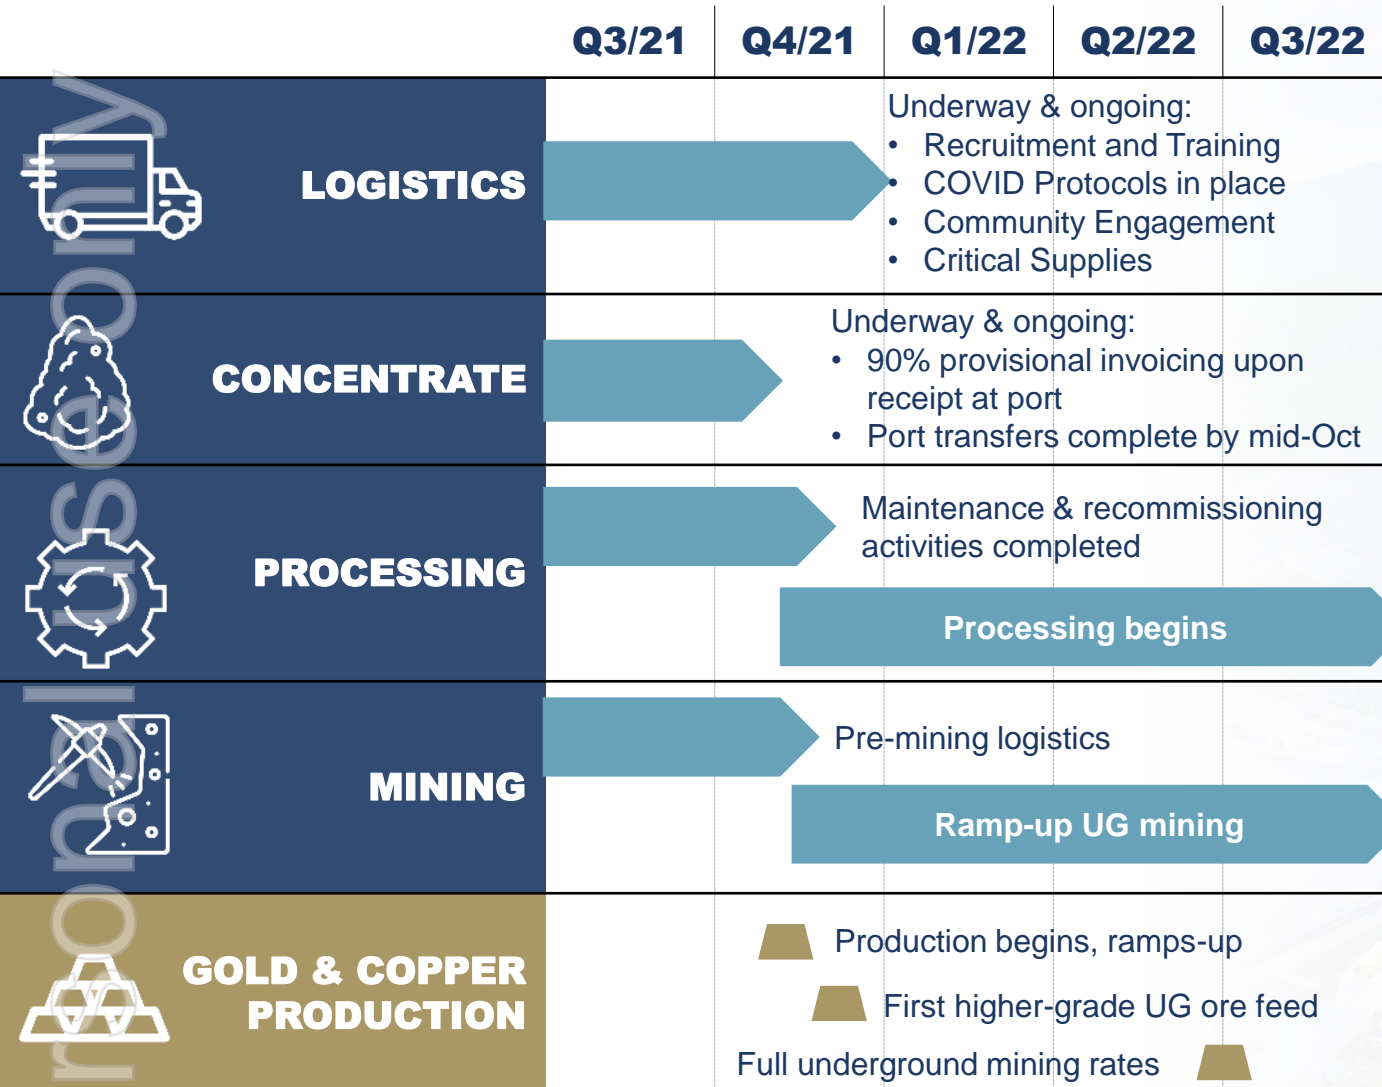 Q3/21 Q4/21 Q1/22 Q2/22 Q3/22
LOGISTICS
Underway & ongoing:
• Recruitment and Training
• COVID Protocols in place
• Community Engagement
• Critical Supplies
CONCENTRATE
Underway & ongoing:
• 90% provisional invoicing upon
receipt at port
• Port transfers complete by mid-Oct
PROCESSING
Maintenance & recommissioning
activities completed
Processing begins
MINING
Pre-mining logistics
Ramp-up UG mining
GOLD & COPPER
PRODUCTION
Production begins, ramps-up
First higher-grade UG ore feed
Full underground mining rates
rsonal use only